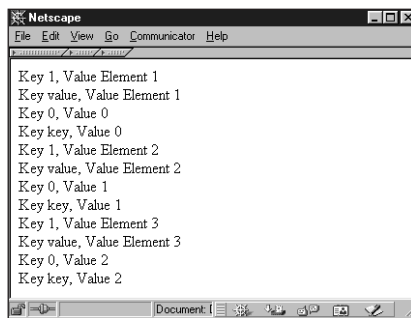 Netscape
File Edit View Go Communicator Help
Key 1, Value Element 1
Key value, Value Element 1
Key 0, Value 0
Key key, Value 0
Key 1, Value Element 2
Key value, Value Element 2
Key 0, Value 1
Key key, Value 1
Key 1, Value Element 3
Key value, Value Element 3
Key 0, Value 2
Key key, Value 2
Document: